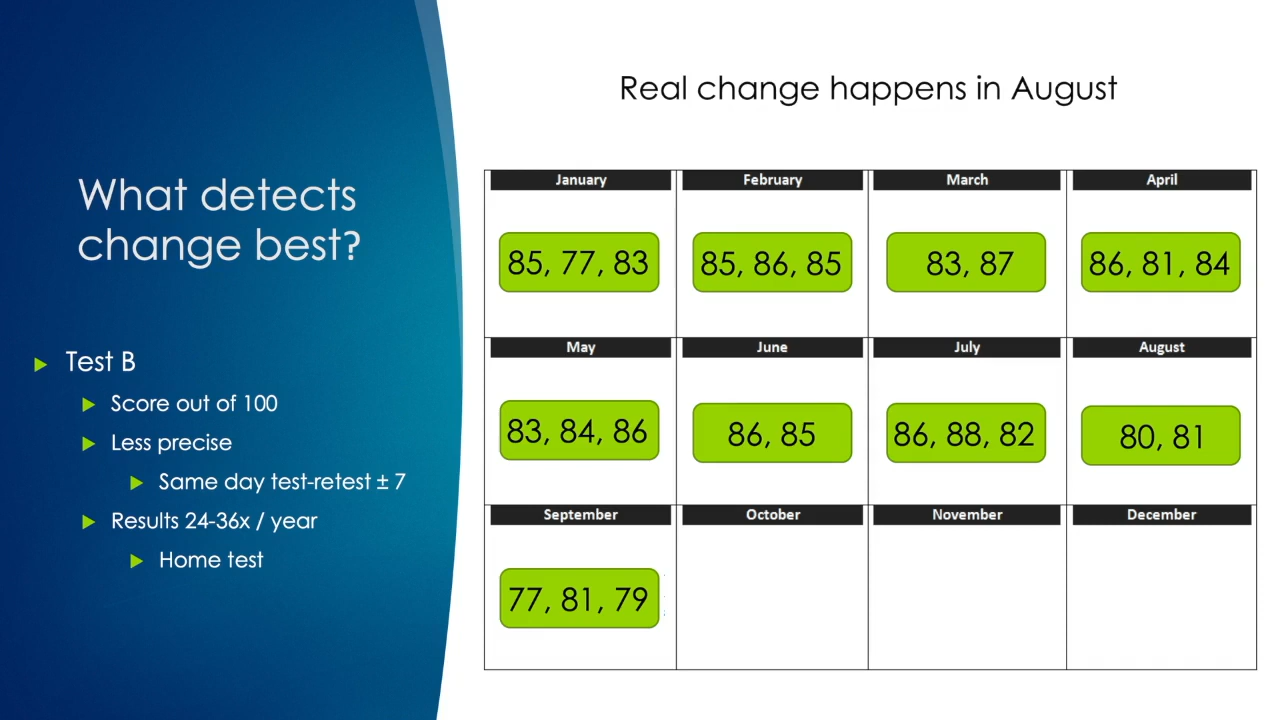 What detects
change best?
Test B
Score out of 100
Less precise
Same day test-retest ± 7
Results 24-36x / year
Home test
Real change happens in August
January
February
March
April
85, 77, 83
85, 86, 85
83, 87
86, 81, 84
May
June
July
August
83, 84, 86
86, 85
86, 88, 82
80, 81
September
October
November
December
77, 81, 79